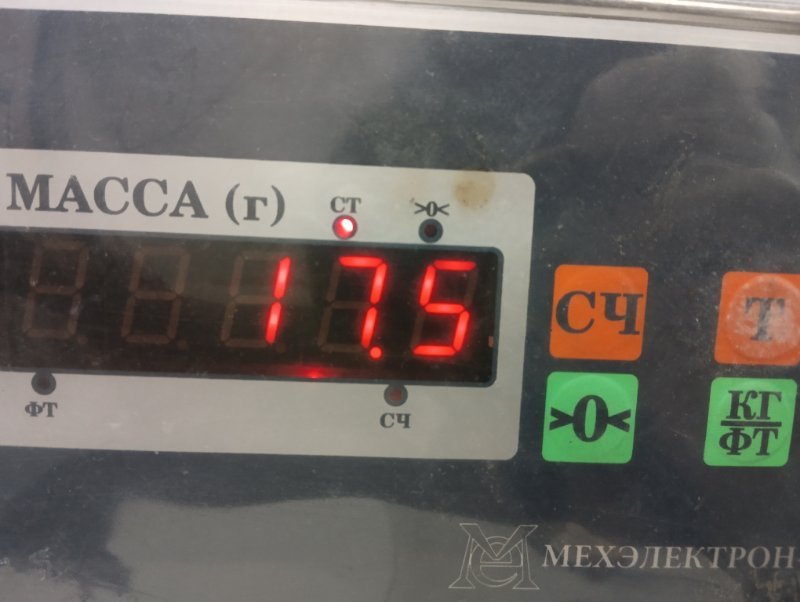 МАССА (г)
СТ >0<
17.5
ФТ СЧ
СЧ Т
>0< КГ
ФТ
МЕХЭЛЕКТРОН